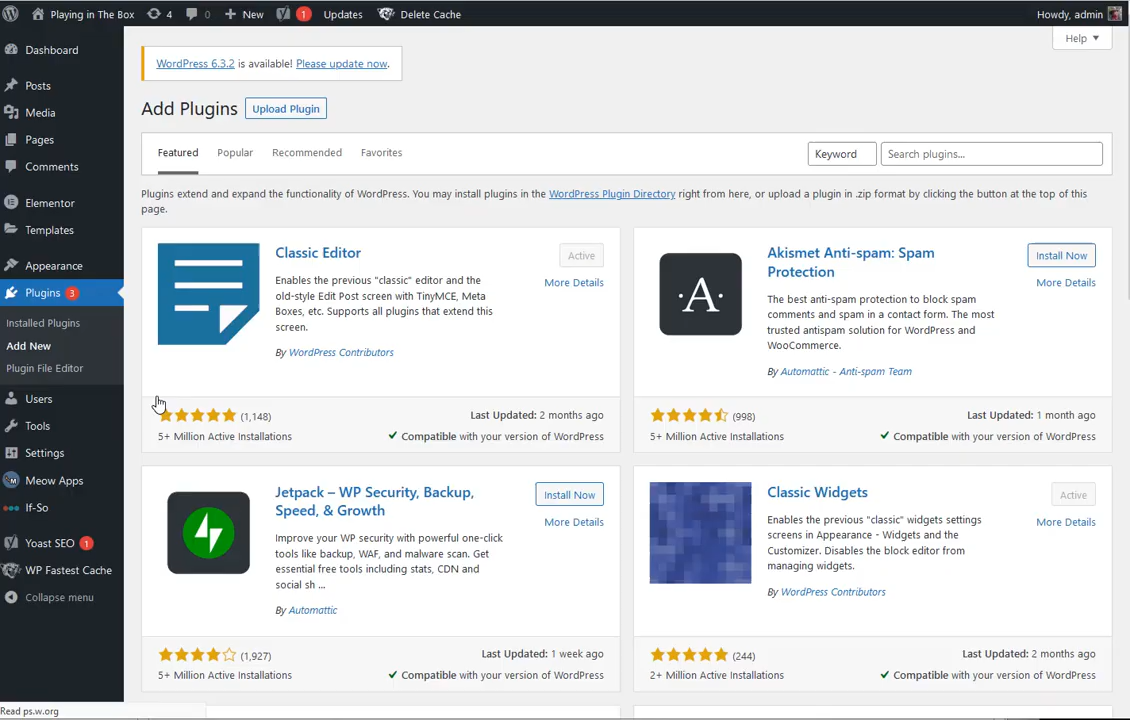 Playing in The Box 4 0 New 1 Updates Delete Cache Howdy, admin
Dashboard
Posts
Media
Pages
Comments
Elementor
Templates
Appearance
Plugins 3
Installed Plugins
Add New
Plugin File Editor
Users
Tools
Settings
Meow Apps
If-So
Yoast SEO 1
WP Fastest Cache
Collapse menu
Help
WordPress 6.3.2 is available! Please update now.
Add Plugins Upload Plugin
Featured Popular Recommended Favorites Keyword Search plugins...
Plugins extend and expand the functionality of WordPress. You may install plugins in the WordPress Plugin Directory right from here, or upload a plugin in .zip format by clicking the button at the top of this
page.
Classic Editor
Active
More Details
Enables the previous "classic" editor and the
old-style Edit Post screen with TinyMCE, Meta
Boxes, etc. Supports all plugins that extend this
screen.
By WordPress Contributors
(1,148)
Last Updated: 2 months ago
5+ Million Active Installations
Compatible with your version of WordPress
A
Akismet Anti-spam: Spam
Protection
Install Now
More Details
The best anti-spam protection to block spam
comments and spam in a contact form. The most
trusted antispam solution for WordPress and
WooCommerce.
By Automattic - Anti-spam Team
(998)
Last Updated: 1 month ago
5+ Million Active Installations
Compatible with your version of WordPress
Jetpack – WP Security, Backup,
Speed, & Growth
Install Now
More Details
Improve your WP security with powerful one-click
tools like backup, WAF, and malware scan. Get
essential free tools including stats, CDN and
social sh ...
By Automattic
(1,927)
Last Updated: 1 week ago
5+ Million Active Installations
Compatible with your version of WordPress
Classic Widgets
Active
More Details
Enables the previous "classic" widgets settings
screens in Appearance - Widgets and the
Customizer. Disables the block editor from
managing widgets.
By WordPress Contributors
(244)
Last Updated: 2 months ago
2+ Million Active Installations
Compatible with your version of WordPress
Read ps.w.org